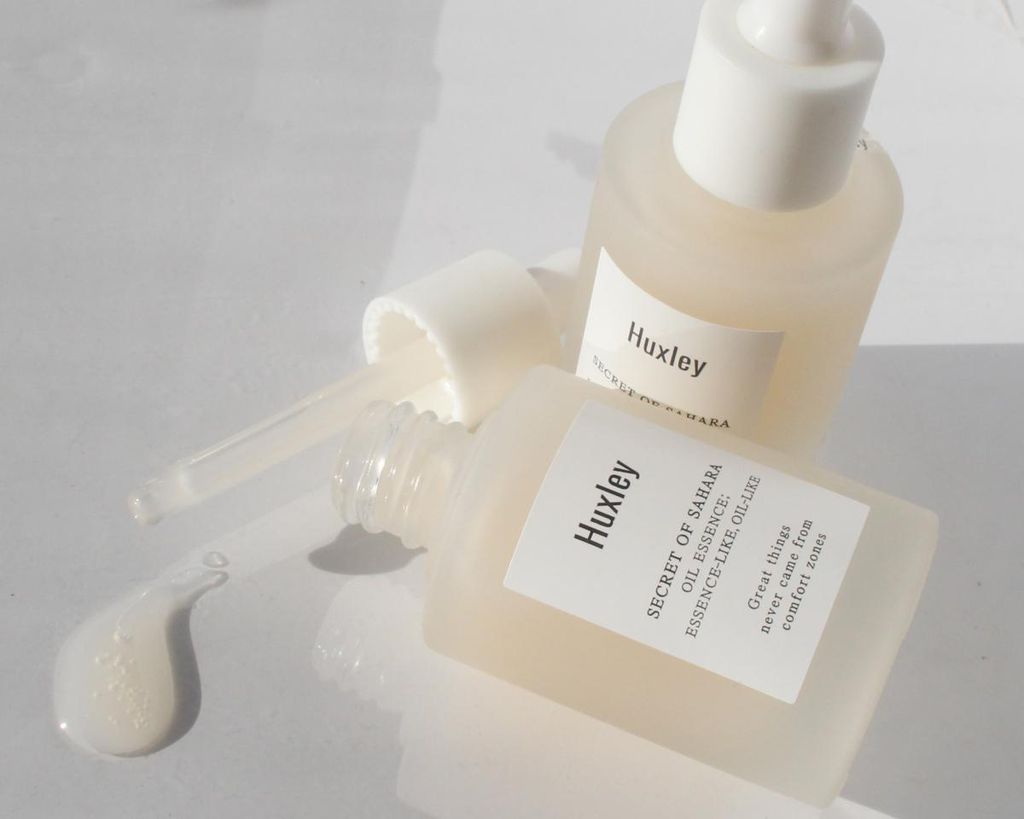 Huxley
SECRET OF SAHARA
Huxley
SECRET OF SAHARA
OIL ESSENCE;
ESSENCE-LIKE, OIL-LIKE
Great things
never came from
comfort zones